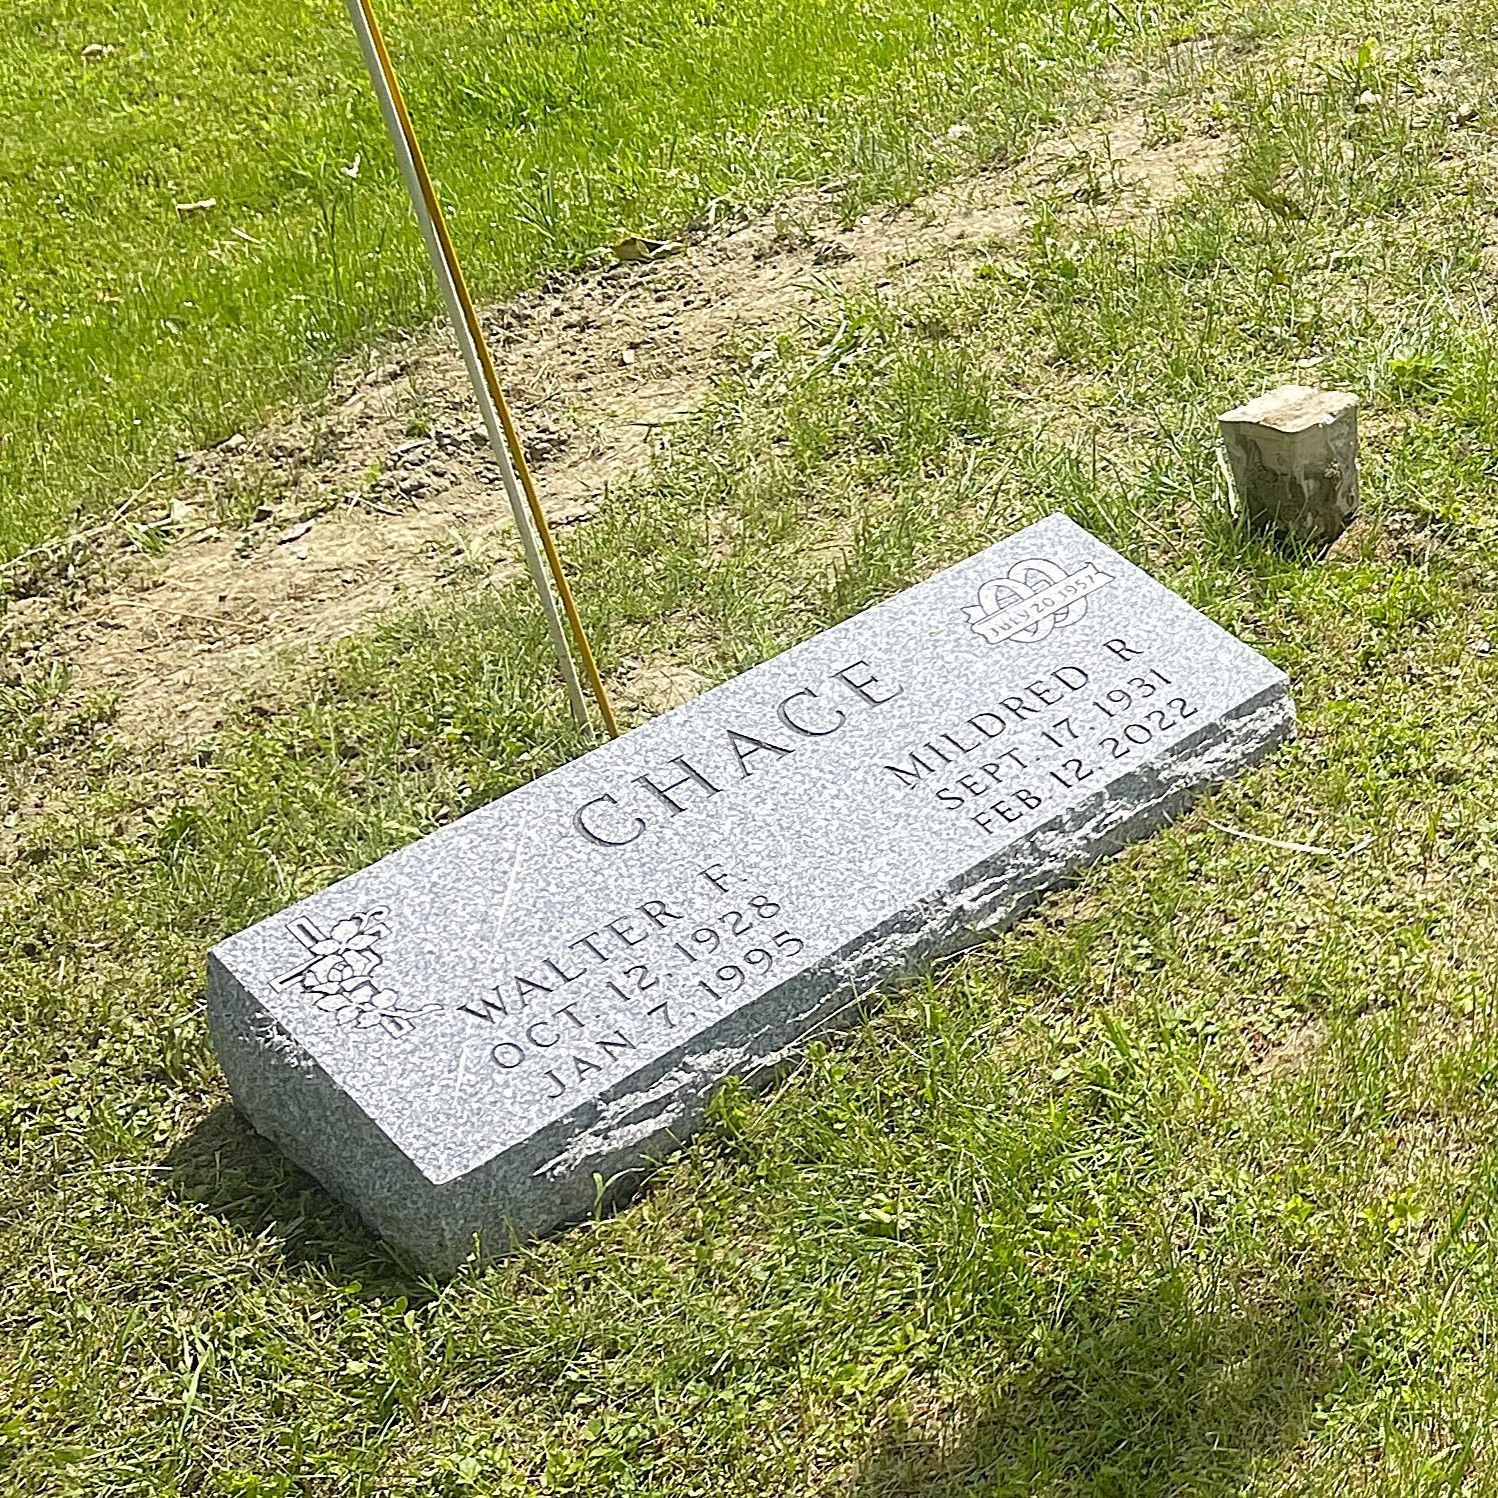 CHACE
WALTER F.
OCT. 12, 1928
JAN 7, 1995
JULY 20 1957
MILDRED R
SEPT. 17, 1931
FEB. 12, 2022